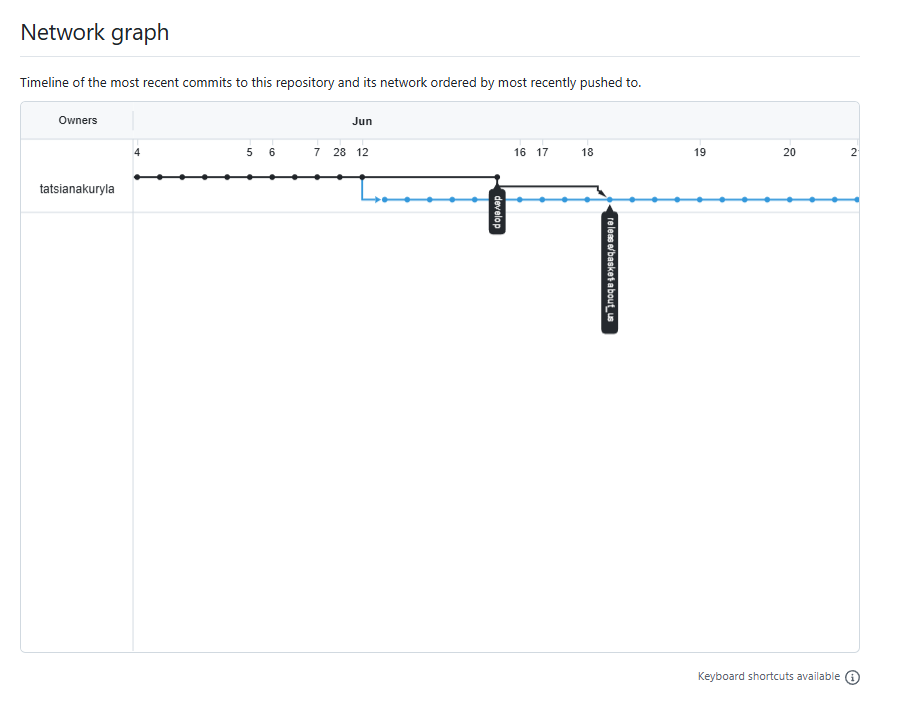 Network graph
Timeline of the most recent commits to this repository and its network ordered by most recently pushed to.
Owners
Jun
4 5 6 7 28 12 16 17 18 19 20
tatsianakuryla
develop
release/basket-about_us
Keyboard shortcuts available